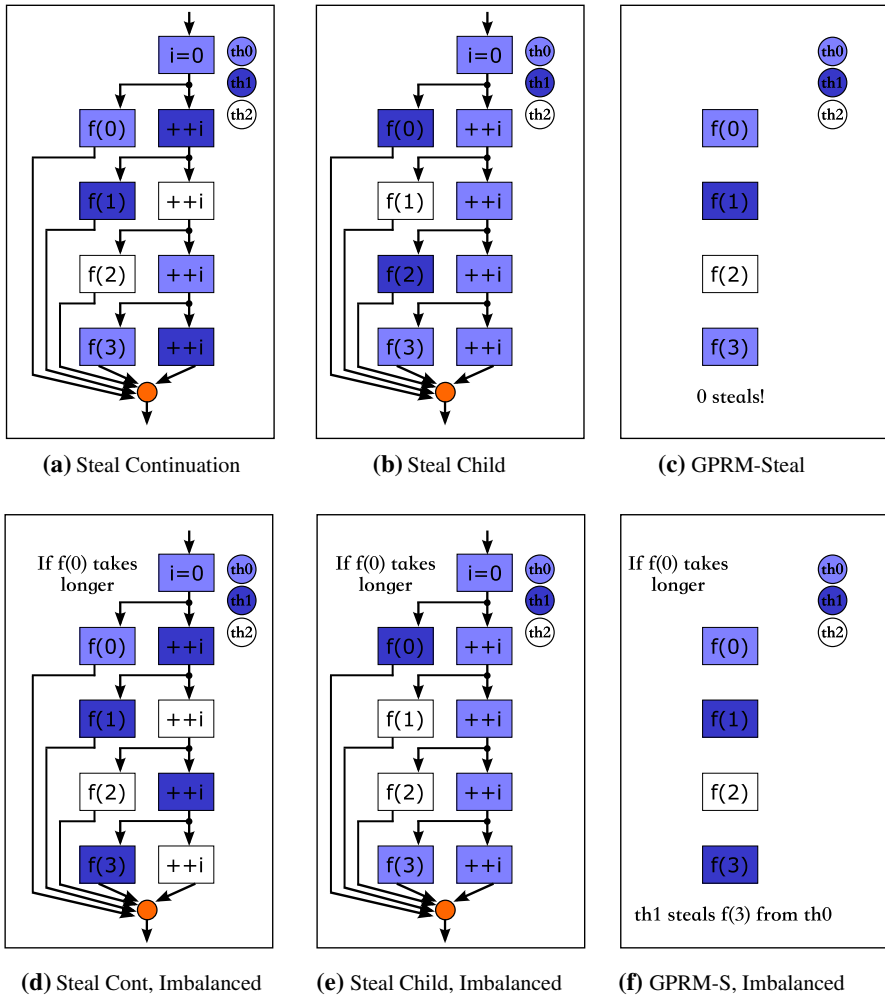 i=0
th0
th1
th2
f(0)
++i
f(1)
++i
f(2)
++i
f(3)
++i
(a) Steal Continuation
i=0
th0
th1
th2
f(0)
++i
f(1)
++i
f(2)
++i
f(3)
++i
(b) Steal Child
th0
th1
th2
f(0)
f(1)
f(2)
f(3)
0 steals!
(c) GPRM-Steal
If f(0) takes
longer
i=0
th0
th1
th2
f(0)
++i
f(1)
++i
f(2)
++i
f(3)
++i
(d) Steal Cont, Imbalanced
If f(0) takes
longer
i=0
th0
th1
th2
f(0)
++i
f(1)
++i
f(2)
++i
f(3)
++i
(e) Steal Child, Imbalanced
If f(0) takes
longer
th0
th1
th2
f(0)
f(1)
f(2)
f(3)
th1 steals f(3) from th0
(f) GPRM-S, Imbalanced